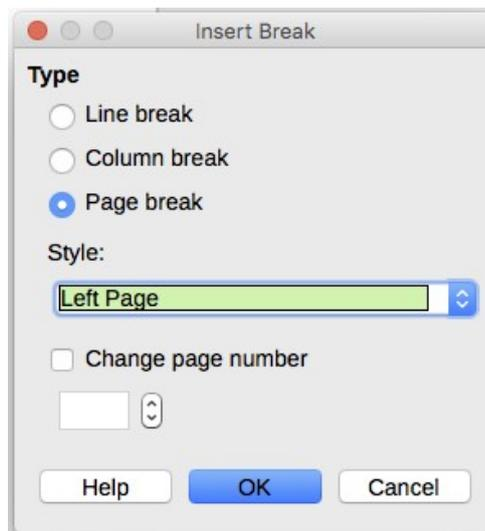 Insert Break
Type
Line break
Column break
Page break
Style:
Left Page
Change page number
Help OK Cancel